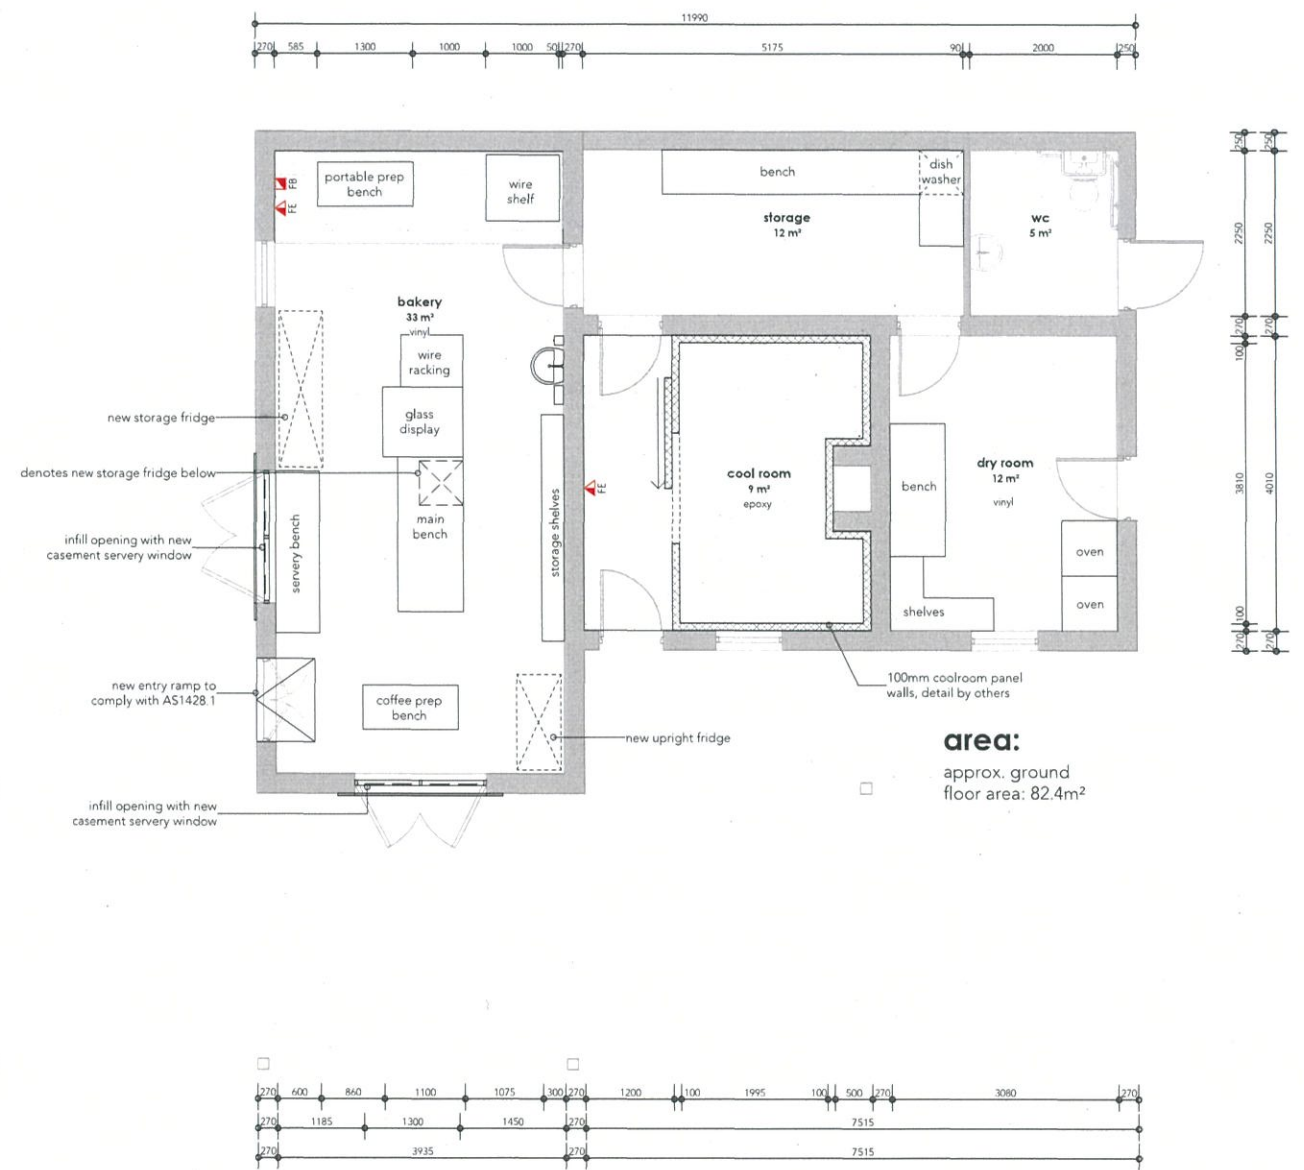 11990
270 585 1300 1000 1000 50 270 5175 90 2000 250
portable prep
bench
wire
shelf
FB
FE
bench
dish
washer
storage
12 m²
wc
5 m²
250 250
2250 2250
270 270
100
3810 4010
100
270 270
bakery
33 m²
vinyl
wire
racking
glass
display
new storage fridge
denotes new storage fridge below
main
bench
infill opening with new
casement servery window
servery bench
storage shelves
FE
cool room
9 m²
epoxy
bench
dry room
12 m²
vinyl
oven
oven
shelves
new entry ramp to
comply with AS1428.1
coffee prep
bench
new upright fridge
100mm coolroom panel
walls, detail by others
infill opening with new
casement servery window
area:
approx. ground
floor area: 82.4m²
270 600 860 1100 1075 300 270 1200 100 1995 100 500 270 3080 270
270 1185 1300 1450 270 7515
270 3935 270 7515